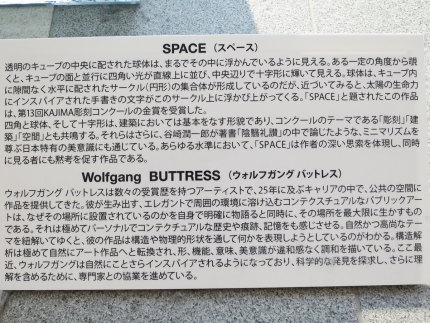 SPACE（スペース）
透明のキューブの中央に配された球体は、まるでその中に浮かんでいるように見える。ある一定の角度から覗
くと、キューブの面と並行に四角い光が直線上に並び、中央辺りで十字形に輝いて見える。球体は、キューブ内
に隙間なく水平に配されたサークル（円形）の集合体が形成しているのだが、近づいてみると、太陽の生命力
にインスパイアされた手書きの文字がこのサークル上に浮かび上がってくる。「SPACE」と題されたこの作品
は、第13回KAJIMA彫刻コンクールの金賞を受賞した。
四角と球体、そして十字形は、建築においては基本をなす形貌であり、コンクールのテーマである「彫刻」「建
築」「空間」とも共鳴する。それらはさらに、谷崎潤一郎が著書『陰翳礼讃』の中で論じたような、ミニマリズムを
尊ぶ日本特有の美意識にも通じている。あらゆる水準において、「SPACE」は作者の深い思索を体現し、同時
に見る者にも黙考を促す作品である。
Wolfgang BUTTRESS（ウォルフガング バットレス）
ウォルフガング バットレスは数々の受賞歴を持つアーティストで、25年に及ぶキャリアの中で、公共の空間に
作品を提供してきた。彼が生み出す、エレガントで周囲の環境に溶け込むコンテクスチュアルなパブリックアー
トは、なぜその場所に設置されているのかを自身で明確に物語ると同時に、その場所を最大限に生かすもの
である。それは極めてパーソナルでコンテクスチュアルな歴史や痕跡、記憶をも感じさせる。自然かつ高尚なテ
ーマを紐解いてゆくと、彼の作品は構造や物理的形状を通して何かを表現しようとしているのがわかる。構造解
析は極めて自然にアート作品へと転換され、形、機能、意味、美意識が違和感なく調和を描いている。ここ最
近、ウォルフガングは自然にことさらインスパイアされるようになっており、科学的な発見を探求し、さらに理
解を含めるために、専門家との協業を進めている。